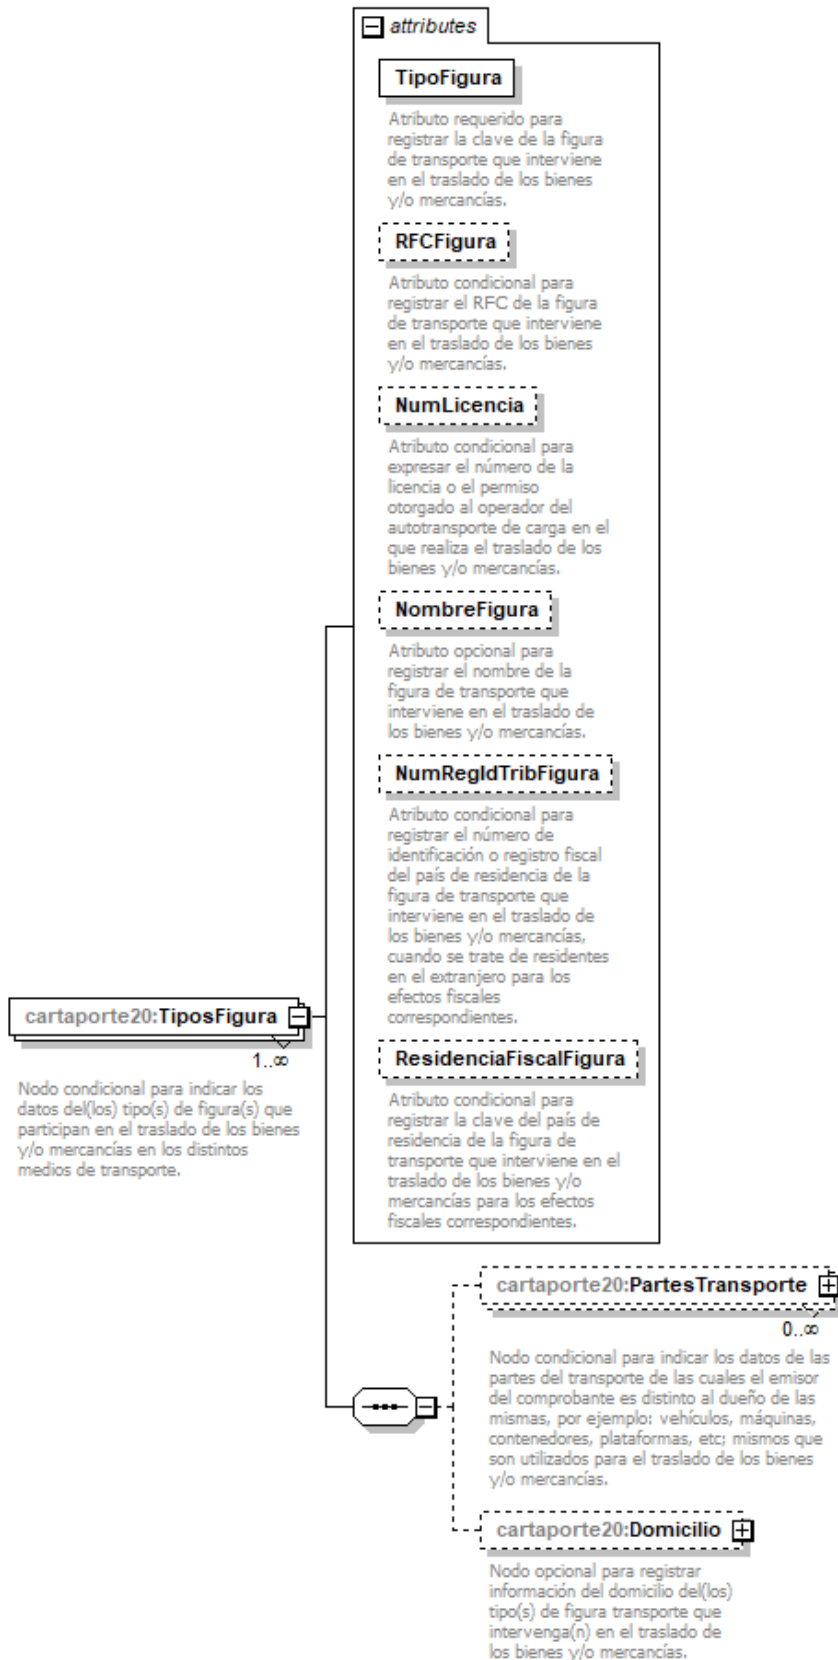 attributes
TipoFigura
Atributo requerido para
registrar la clave de la figura
de transporte que interviene
en el traslado de los bienes
y/o mercancías.
RFCFigura
Atributo condicional para
registrar el RFC de la figura
de transporte que interviene
en el traslado de los bienes
y/o mercancías.
NumLicencia
Atributo condicional para
expresar el número de la
licencia o el permiso
otorgado al operador del
autotransporte de carga en el
que realiza el traslado de los
bienes y/o mercancías.
NombreFigura
Atributo opcional para
registrar el nombre de la
figura de transporte que
interviene en el traslado de
los bienes y/o mercancías.
NumRegIdTribFigura
Atributo condicional para
registrar el número de
identificación o registro fiscal
del país de residencia de la
figura de transporte que
interviene en el traslado de
los bienes y/o mercancías,
cuando se trate de residentes
en el extranjero para los
efectos fiscales
correspondientes.
cartaporte20:TiposFigura
1..∞
Nodo condicional para indicar los
datos del(los) tipo(s) de figura(s) que
participan en el traslado de los bienes
y/o mercancías en los distintos
medios de transporte.
ResidenciaFiscalFigura
Atributo condicional para
registrar la clave del país de
residencia de la figura de
transporte que interviene en el
traslado de los bienes y/o
mercancías para los efectos
fiscales correspondientes.
cartaporte20:PartesTransporte
0..∞
Nodo condicional para indicar los datos de las
partes del transporte de las cuales el emisor
del comprobante es distinto al dueño de las
mismas, por ejemplo: vehículos, máquinas,
contenedores, plataformas, etc; mismos que
son utilizados para el traslado de los bienes
y/o mercancías.
cartaporte20:Domicilio
Nodo opcional para registrar
información del domicilio del(los)
tipo(s) de figura transporte que
intervenga(n) en el traslado de
los bienes y/o mercancías.